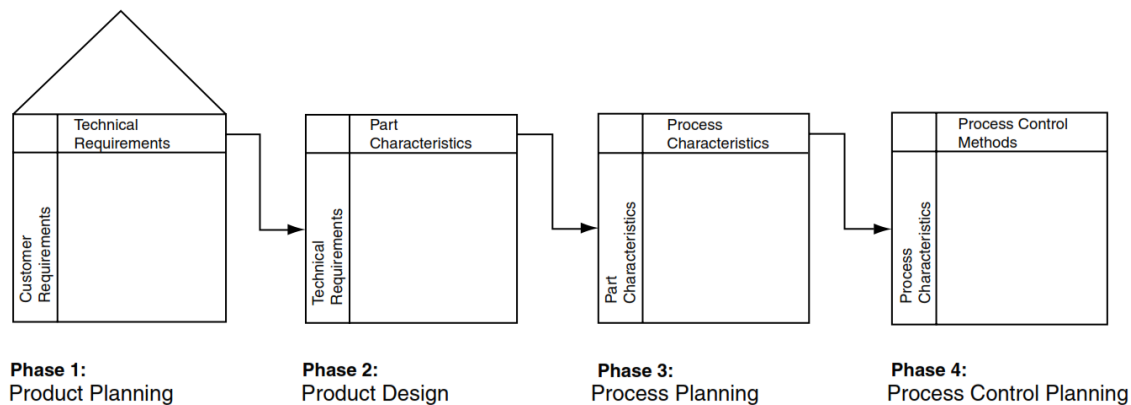 Technical
Requirements
Customer
Requirements
Part
Characteristics
Technical
Requirements
Process
Characteristics
Part
Characteristics
Process Control
Methods
Process
Characteristics
Phase 1:
Product Planning
Phase 2:
Product Design
Phase 3:
Process Planning
Phase 4:
Process Control Planning